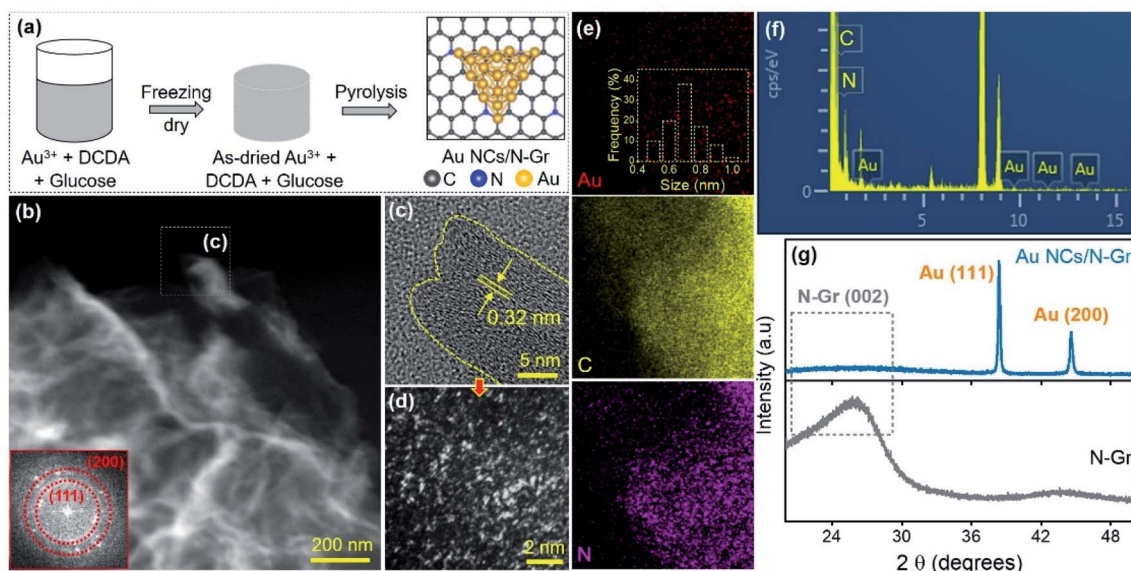 (a)
Freezing
dry
Pyrolysis
Au³⁺ + DCDA
+ Glucose
As-dried Au³⁺ +
DCDA + Glucose
Au NCs/N-Gr
C N Au
(b)
(c)
(200)
(111)
200 nm
(c)
0.32 nm
5 nm
(d)
2 nm
(e)
Frequency (%)
40
30
20
10
0
0.4 0.6 0.8 1.0
Size (nm)
Au
C
N
(f)
cps/eV
C
N
Au
Au Au Au
0
5 10 15
(g)
Au NCs/N-Gr
Au (111)
N-Gr (002)
Au (200)
Intensity (a.u)
N-Gr
24 30 36 42 48
2 θ (degrees)